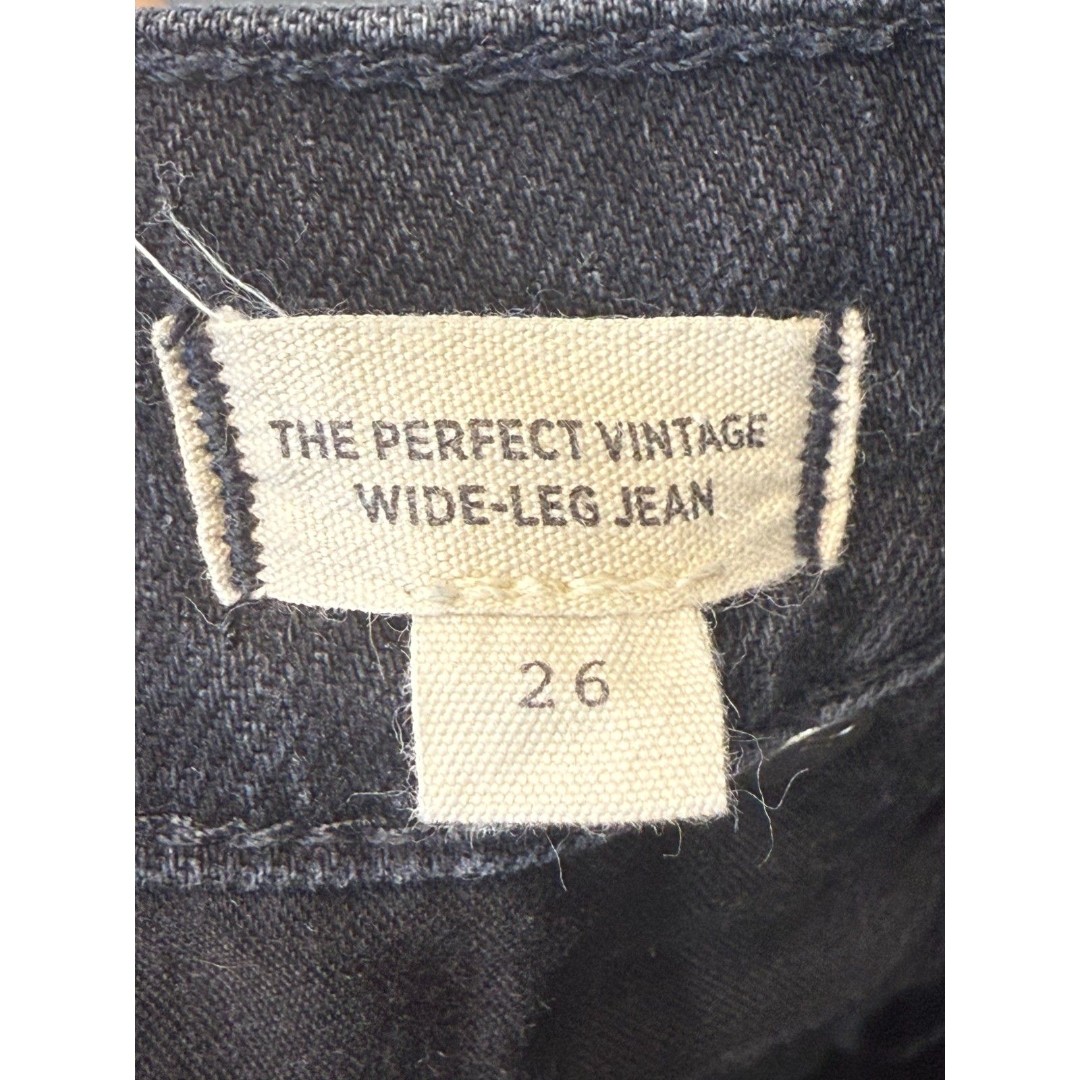 THE PERFECT VINTAGE
WIDE-LEG JEAN
26